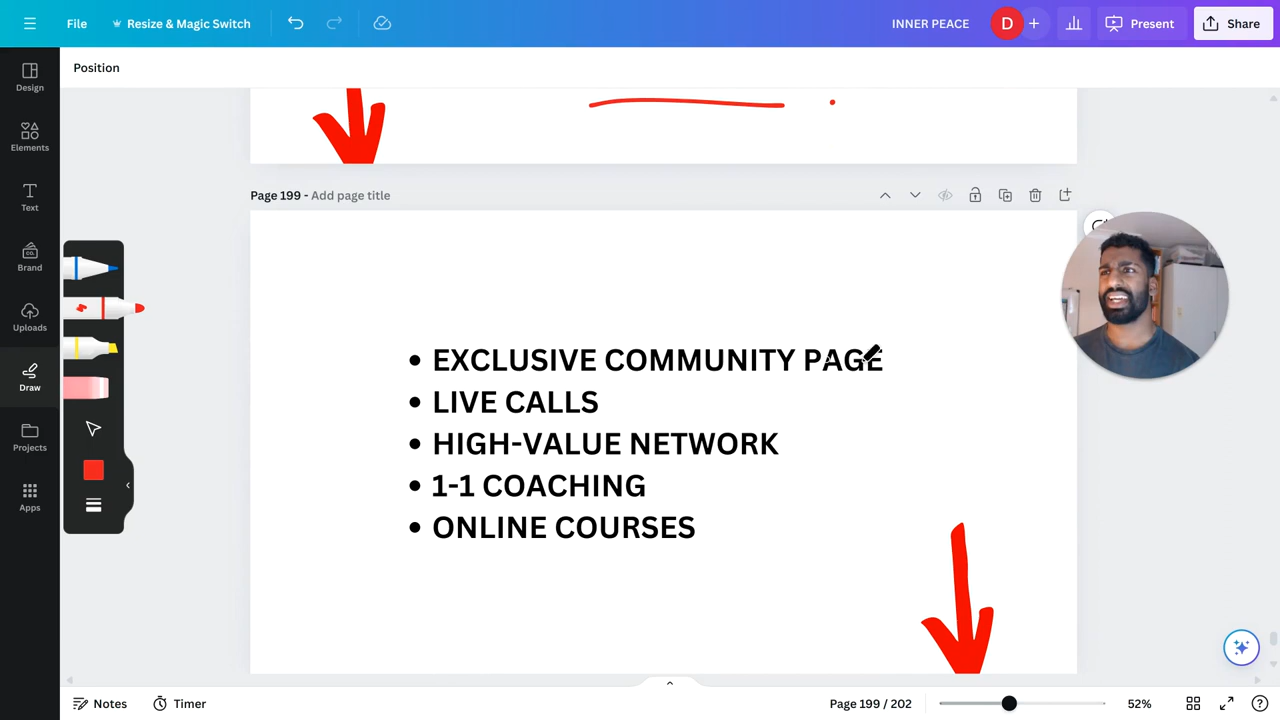 File
Resize & Magic Switch
INNER PEACE
D
Present
Share
Position
Design
Elements
Text
Brand
Uploads
Draw
Projects
Apps
Page 199 - Add page title
• EXCLUSIVE COMMUNITY PAGE
• LIVE CALLS
• HIGH-VALUE NETWORK
• 1-1 COACHING
• ONLINE COURSES
Notes
Timer
Page 199 / 202
52%